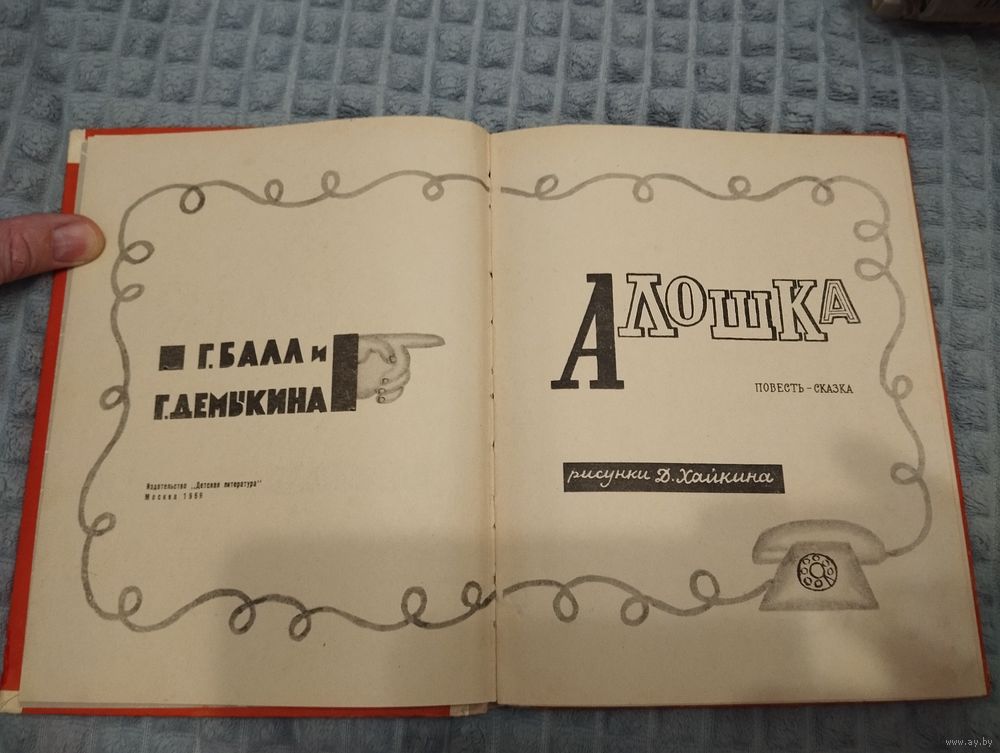 Г. БАЛЛ и
Г. ДЕМЫКИНА
Издательство „Детская литература"
Москва 1969
АЛОШКА
ПОВЕСТЬ-СКАЗКА
рисунки Д. Хайкина
www.ay.by